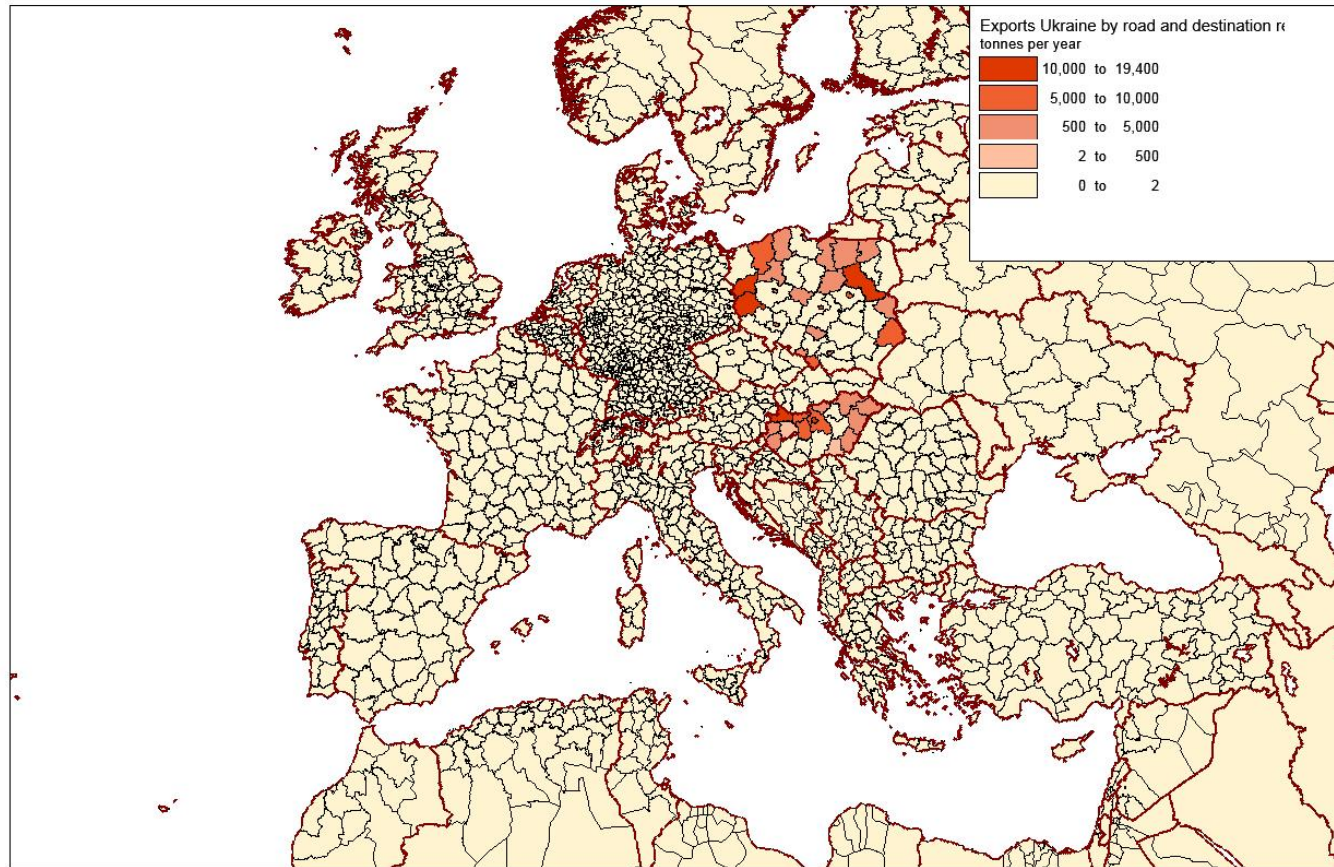 Exports Ukraine by road and destination re
tonnes per year
10,000 to 19,400
5,000 to 10,000
500 to 5,000
2 to 500
0 to 2